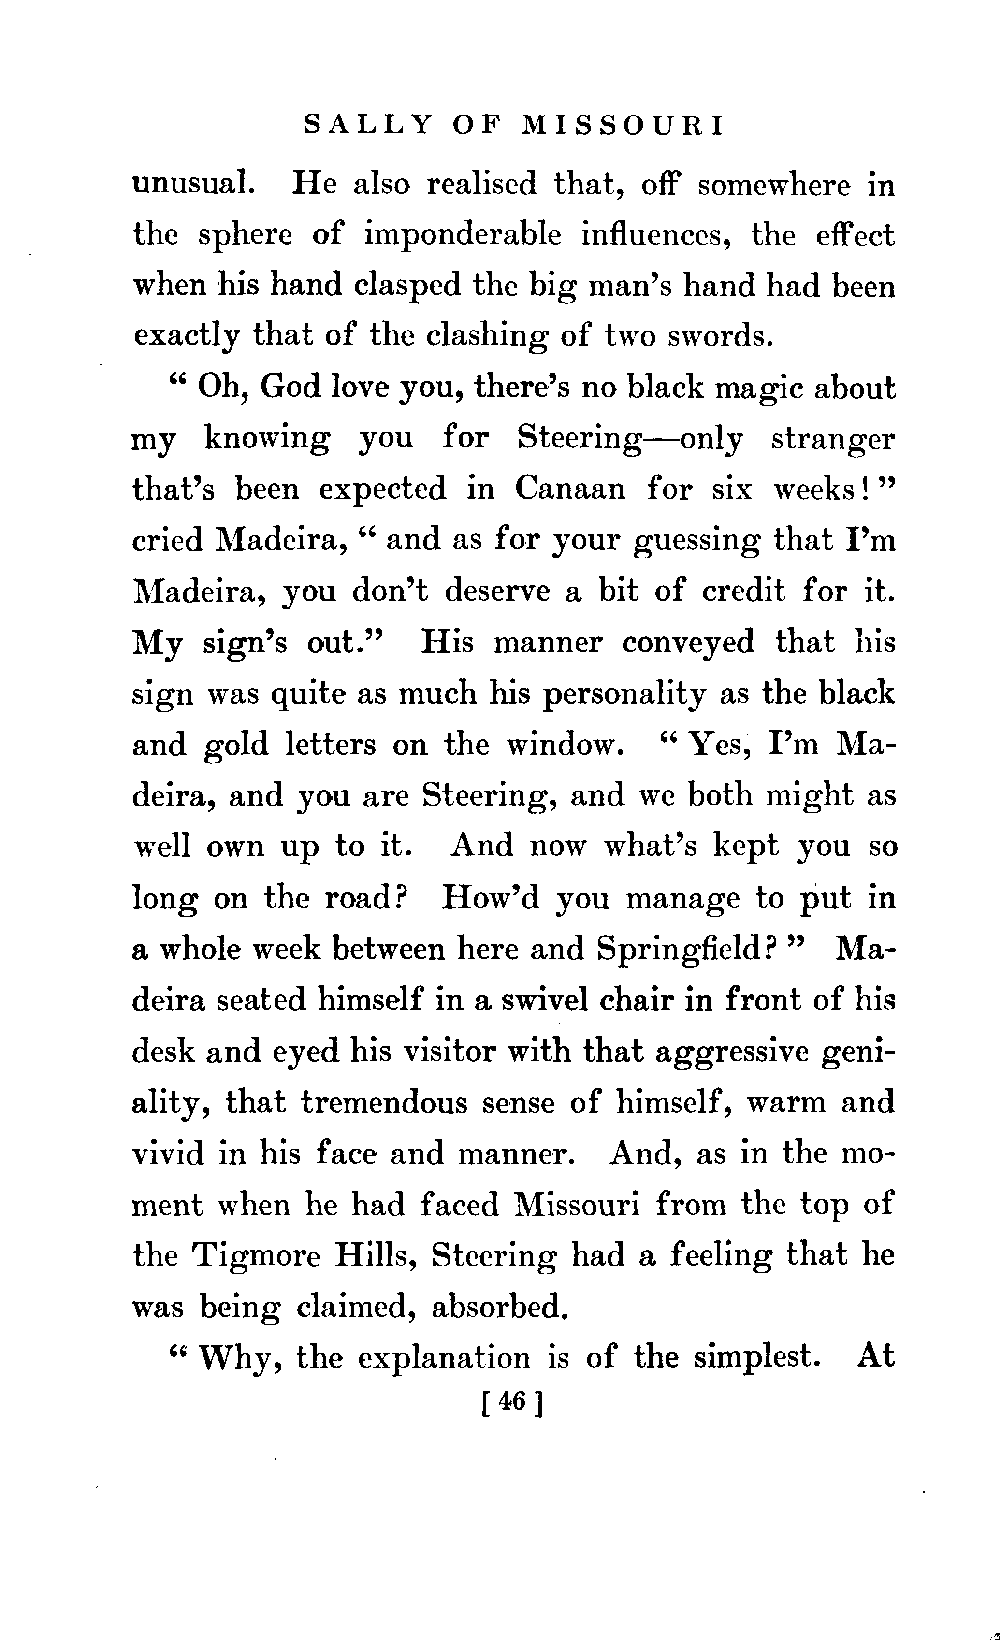 SALLY OF MISSOURI
unusual. He also realised that, off somewhere in
the sphere of imponderable influences, the effect
when his hand clasped the big man's hand had been
exactly that of the clashing of two swords.
" Oh, God love you, there's no black magic about
my knowing you for Steering—only stranger
that's been expected in Canaan for six weeks! "
cried Madeira, " and as for your guessing that I'm
Madeira, you don't deserve a bit of credit for it.
My sign's out." His manner conveyed that his
sign was quite as much his personality as the black
and gold letters on the window. " Yes, I'm Ma-
deira, and you are Steering, and we both might as
well own up to it. And now what's kept you so
long on the road? How'd you manage to put in
a whole week between here and Springfield? " Ma-
deira seated himself in a swivel chair in front of his
desk and eyed his visitor with that aggressive geni-
ality, that tremendous sense of himself, warm and
vivid in his face and manner. And, as in the mo-
ment when he had faced Missouri from the top of
the Tigmore Hills, Steering had a feeling that he
was being claimed, absorbed.
" Why, the explanation is of the simplest. At
[ 46 ]